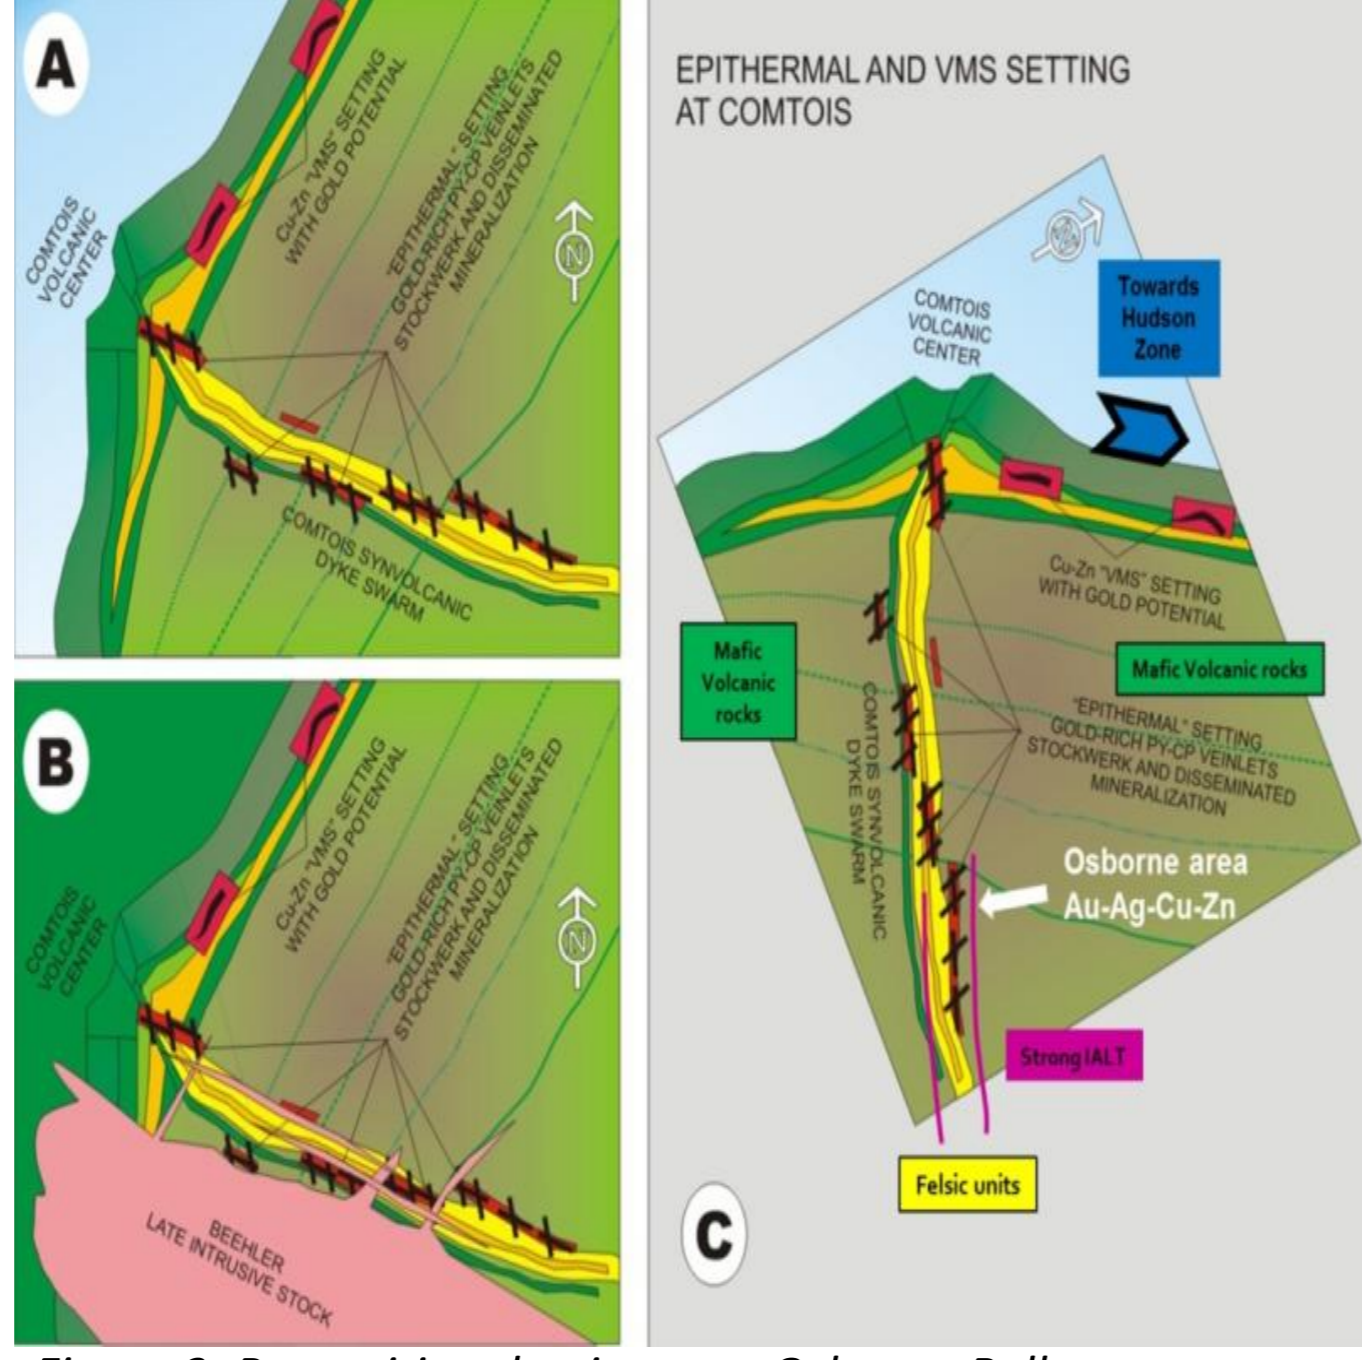 A
COMTOIS
VOLCANIC
CENTER
Cu-Zn "VMS" SETTING
WITH GOLD POTENTIAL
"EPITHERMAL" SETTING
GOLD-RICH PY-CP VEINLETS
STOCKWERK AND DISSEMINATED
MINERALIZATION
N
COMTOIS SYNVOLCANIC
DYKE SWARM
B
COMTOIS
VOLCANIC
CENTER
Cu-Zn "VMS" SETTING
WITH GOLD POTENTIAL
"EPITHERMAL" SETTING
GOLD-RICH PY-CP VEINLETS
STOCKWERK AND DISSEMINATED
MINERALIZATION
N
BEEHLER
LATE INTRUSIVE STOCK
EPITHERMAL AND VMS SETTING
AT COMTOIS
N
Towards
Hudson
Zone
COMTOIS
VOLCANIC
CENTER
Cu-Zn "VMS" SETTING
WITH GOLD POTENTIAL
Mafic
Volcanic
rocks
Mafic Volcanic rocks
"EPITHERMAL" SETTING
GOLD-RICH PY-CP VEINLETS
STOCKWERK AND DISSEMINATED
MINERALIZATION
COMTOIS SYNVOLCANIC
DYKE SWARM
Osborne area
Au-Ag-Cu-Zn
Strong IALT
Felsic units
C